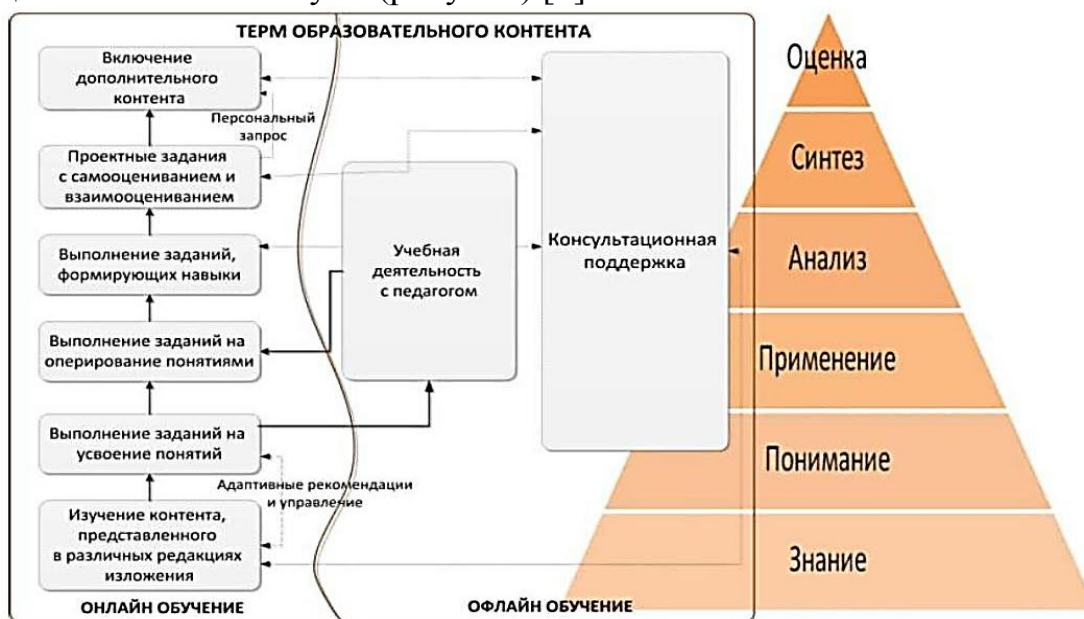 ТЕРМ ОБРАЗОВАТЕЛЬНОГО КОНТЕНТА
Включение
дополнительного
контента
Персональный
запрос
Проектные задания
с самооцениванием и
взаимооцениванием
Выполнение заданий,
формирующих навыки
Выполнение заданий на
оперирование понятиями
Выполнение заданий на
усвоение понятий
Адаптивные рекомендации
и управление
Изучение контента,
представленного
в различных редакциях
изложения
ОНЛАЙН ОБУЧЕНИЕ
Учебная
деятельность
с педагогом
Консультационная
поддержка
ОФЛАЙН ОБУЧЕНИЕ
Оценка
Синтез
Анализ
Применение
Понимание
Знание